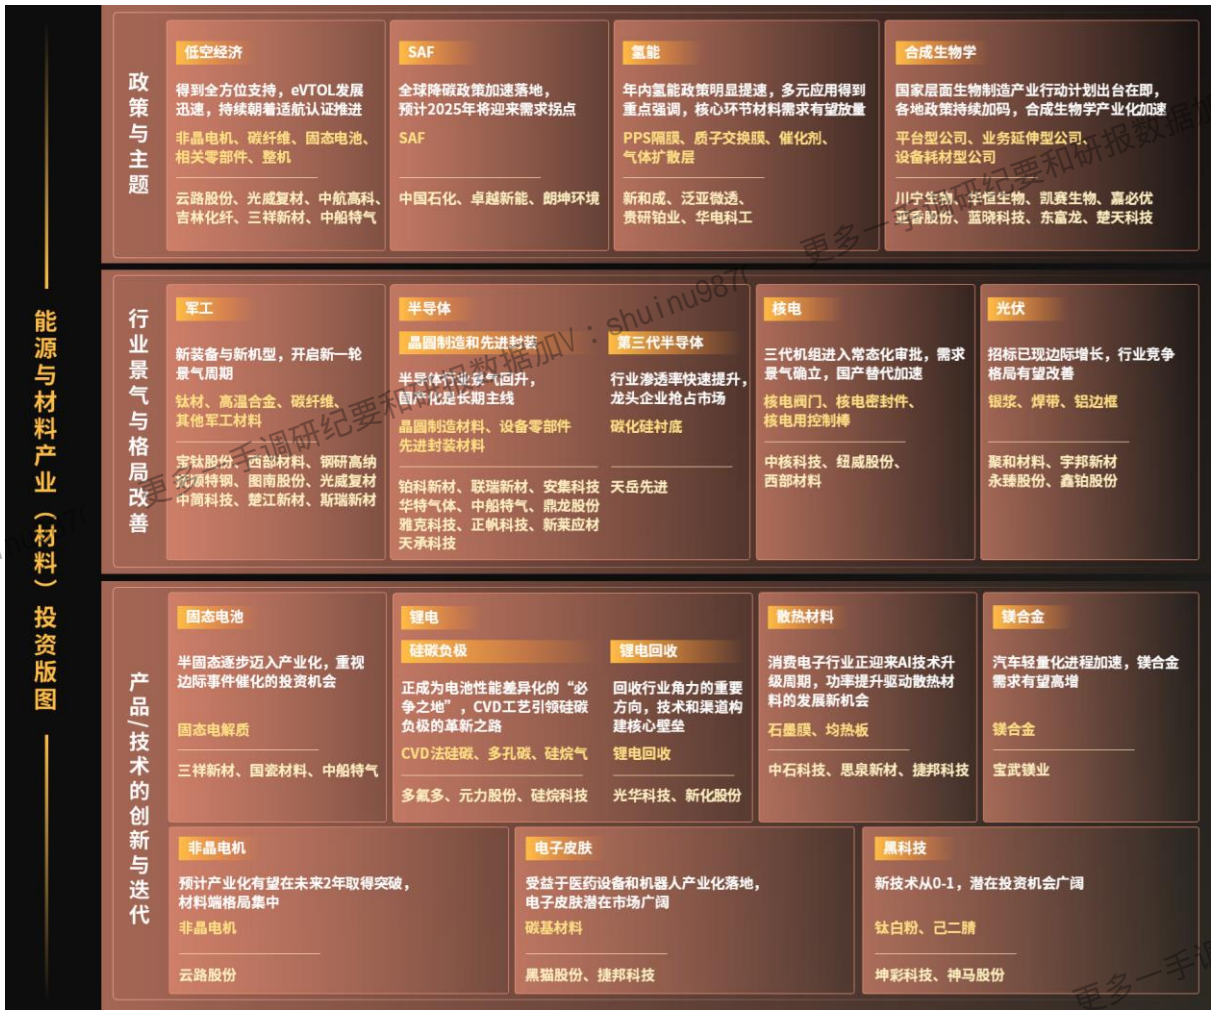 能源与材料产业（材料）投资版图
政策与主题
低空经济
得到全方位支持，eVTOL发展
迅速，持续朝着适航认证推进
非晶电机、碳纤维、固态电池、
相关零部件、整机
云路股份、光威复材、中航高科、
吉林化纤、三祥新材、中船特气
SAF
全球降碳政策加速落地，
预计2025年将迎来需求拐点
SAF
中国石化、卓越新能、朗坤环境
氢能
年内氢能政策明显提速，多元应用得到
重点强调，核心环节材料需求有望放量
PPS隔膜、质子交换膜、催化剂、
气体扩散层
新和成、泛亚微透、
贵研铂业、华电科工
合成生物学
国家层面生物制造产业行动计划出台在即，
各地政策持续加码，合成生物学产业化加速
平台型公司、业务延伸型公司、
设备耗材型公司
川宁生物、华恒生物、凯赛生物、嘉必优
亚香股份、蓝晓科技、东富龙、楚天科技
行业景气与格局改善
军工
新装备与新机型，开启新一轮
景气周期
钛材、高温合金、碳纤维、
其他军工材料
宝钛股份、西部材料、钢研高纳
抚顺特钢、图南股份、光威复材
中简科技、楚江新材、斯瑞新材
半导体
晶圆制造和先进封装
半导体行业景气回升，
国产化是长期主线
晶圆制造材料、设备零部件
先进封装材料
铂科新材、联瑞新材、安集科技
华特气体、中船特气、鼎龙股份
雅克科技、正帆科技、新莱应材
天承科技
第三代半导体
行业渗透率快速提升，
龙头企业抢占市场
碳化硅衬底
天岳先进
核电
三代机组进入常态化审批，需求
景气确立，国产替代加速
核电阀门、核电密封件、
核电用控制棒
中核科技、纽威股份、
西部材料
光伏
招标已现边际增长，行业竞争
格局有望改善
银浆、焊带、铝边框
聚和材料、宇邦新材
永臻股份、鑫铂股份
产品/技术的创新与迭代
固态电池
半固态逐步迈入产业化，重视
边际事件催化的投资机会
固态电解质
三祥新材、国瓷材料、中船特气
锂电
硅碳负极
正成为电池性能差异化的“必
争之地”，CVD工艺引领硅碳
负极的革新之路
CVD法硅碳、多孔碳、硅烷气
多氟多、元力股份、硅烷科技
锂电回收
回收行业角力的重要
方向，技术和渠道构
建核心壁垒
锂电回收
光华科技、新化股份
散热材料
消费电子行业正迎来AI技术升
级周期，功率提升驱动散热材
料的发展新机会
石墨膜、均热板
中石科技、思泉新材、捷邦科技
镁合金
汽车轻量化进程加速，镁合金
需求有望高增
镁合金
宝武镁业
非晶电机
预计产业化有望在未来2年取得突破，
材料端格局集中
非晶电机
云路股份
电子皮肤
受益于医药设备和机器人产业化落地，
电子皮肤潜在市场广阔
碳基材料
黑猫股份、捷邦科技
黑科技
新技术从0-1，潜在投资机会广阔
钛白粉、己二腈
坤彩科技、神马股份
更多一手调研纪要和研报数据加V：shuinu987(
更多一手调研纪要和研报数据加
更多一手调